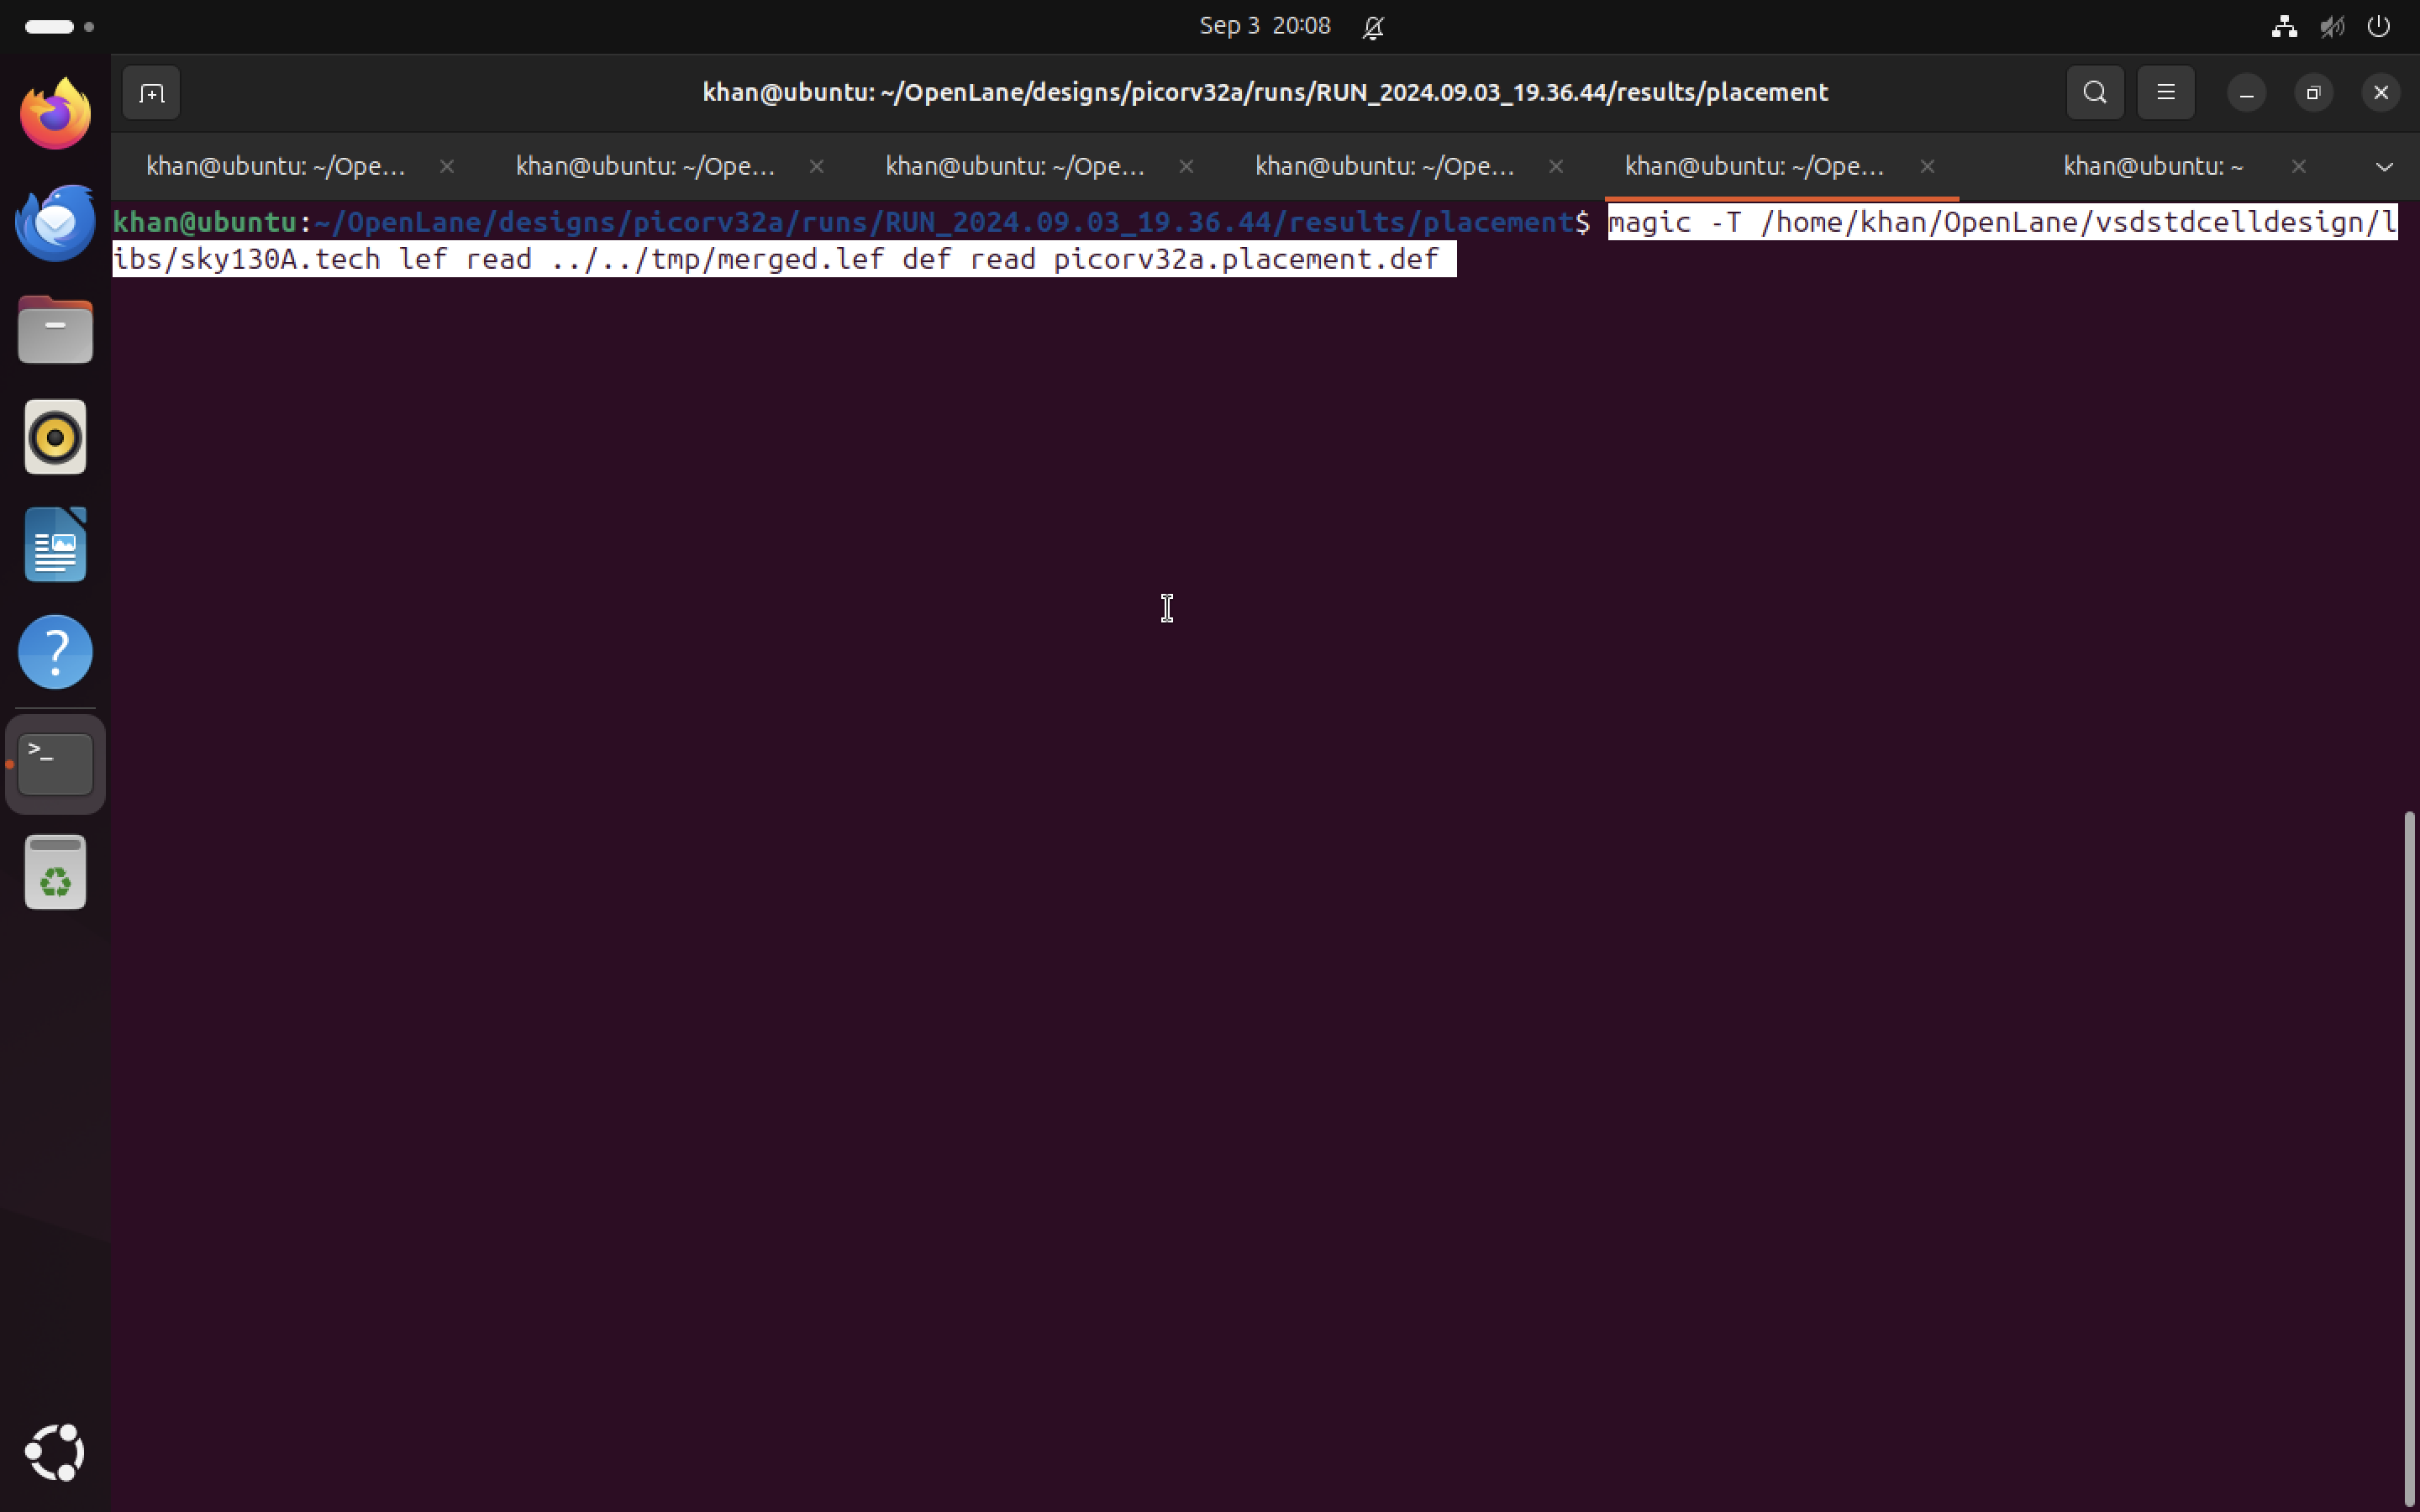 Sep 3 20:08
khan@ubuntu: ~/OpenLane/designs/picorv32a/runs/RUN_2024.09.03_19.36.44/results/placement
khan@ubuntu: ~/Ope... khan@ubuntu: ~/Ope... khan@ubuntu: ~/Ope... khan@ubuntu: ~/Ope... khan@ubuntu: ~/Ope... khan@ubuntu: ~
khan@ubuntu:~/OpenLane/designs/picorv32a/runs/RUN_2024.09.03_19.36.44/results/placement$ magic -T /home/khan/OpenLane/vsdstdcelldesign/l
ibs/sky130A.tech lef read ../../tmp/merged.lef def read picorv32a.placement.def